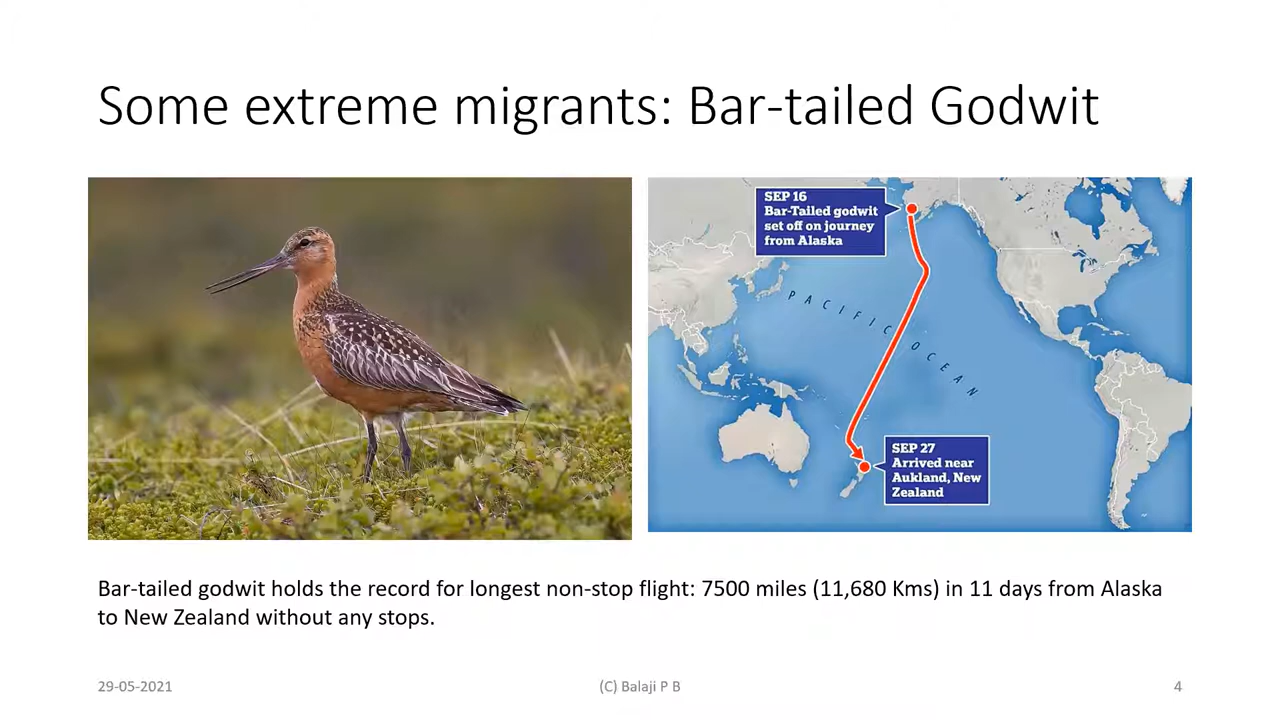 Some extreme migrants: Bar-tailed Godwit
SEP 16
Bar-Tailed godwit
set off on journey
from Alaska
PACIFIC OCEAN
SEP 27
Arrived near
Aukland, New
Zealand
Bar-tailed godwit holds the record for longest non-stop flight: 7500 miles (11,680 Kms) in 11 days from Alaska
to New Zealand without any stops.
29-05-2021
(C) Balaji P B
4